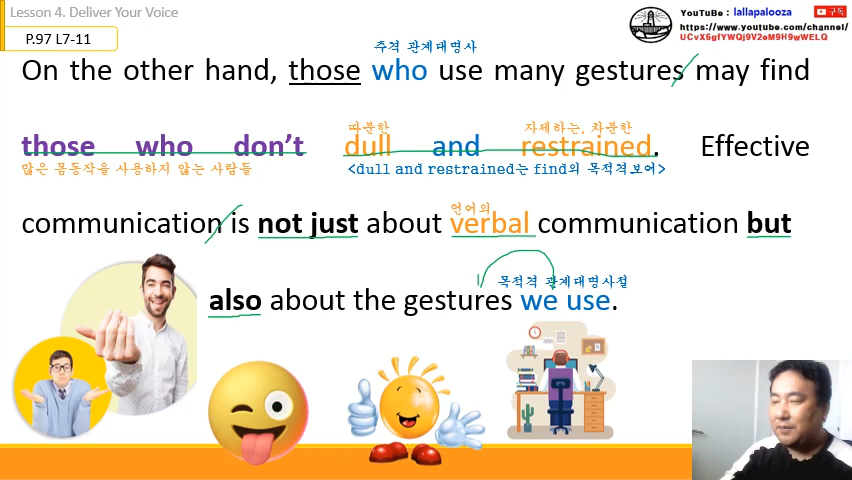 Lesson 4. Deliver Your Voice
P.97 L7-11
YouTuBe : lallapalooza
구독
https://www.youtube.com/channel/
UCvX6gfYWQj9V2eM9H9wWELQ
주격 관계대명사
On the other hand, those who use many gestures may find
따분한 자제하는, 차분한
those who don't dull and restrained. Effective
많은 몸동작을 사용하지 않는 사람들 <dull and restrained는 find의 목적격보어>
언어의
communication is not just about verbal communication but
목적격 관계대명사절
also about the gestures we use.